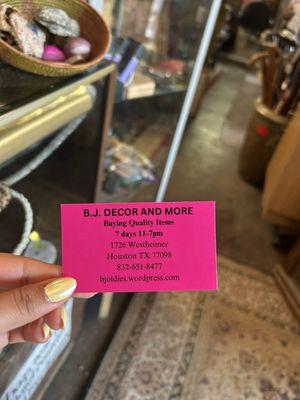 B.J. DECOR AND MORE
Buying Quality Items
7 days 11-7pm
1726 Westheimer
Houston TX 77098
832-651-8477
bjoldies.wordpress.com